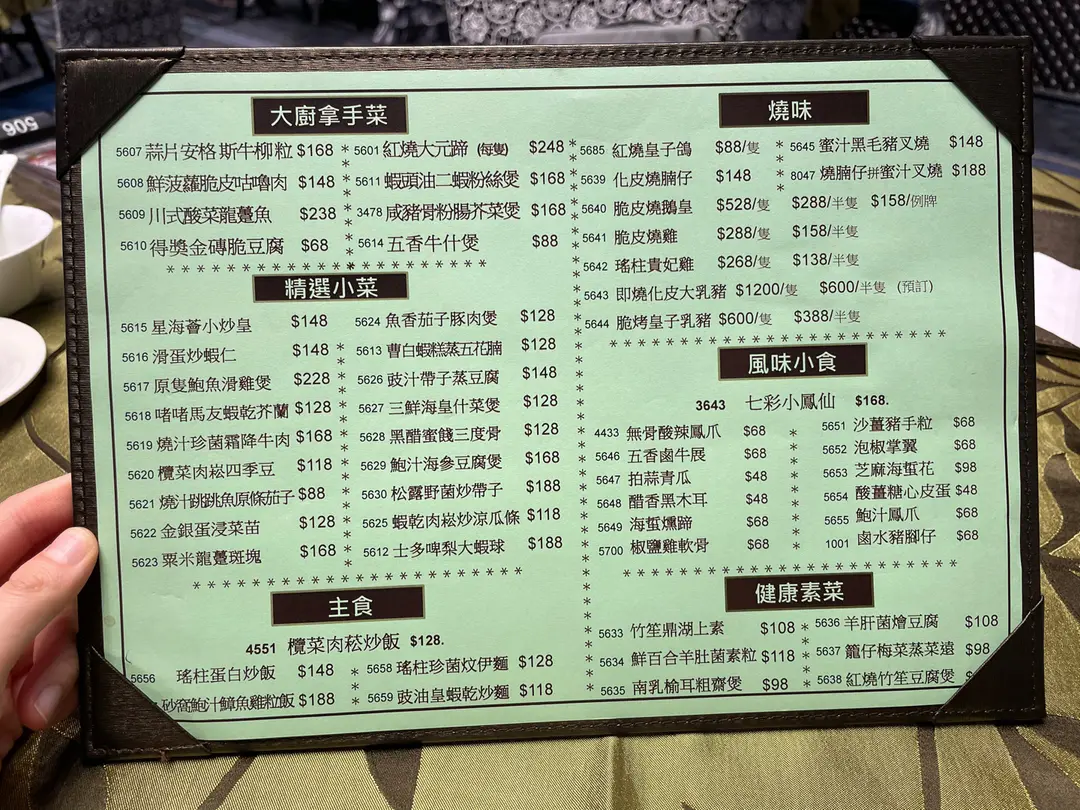 906
大廚拿手菜
5607 蒜片安格斯牛柳粒 $168
5608 鮮菠蘿脆皮咕嚕肉 $148
5609 川式酸菜龍躉魚 $238
5610 得獎金磚脆豆腐 $68
5601 紅燒大元蹄 (每隻) $248
5611 蝦頭油二蝦粉絲煲 $168
3478 咸豬骨粉腸芥菜煲 $168
5614 五香牛什煲 $88
精選小菜
5615 星海薈小炒皇 $148
5616 滑蛋炒蝦仁 $148
5617 原隻鮑魚滑雞煲 $228
5618 啫啫馬友蝦乾芥蘭 $128
5619 燒汁珍菌霜降牛肉 $168
5620 欖菜肉崧四季豆 $118
5621 燒汁跳跳魚原條茄子 $88
5622 金銀蛋浸菜苗 $128
5623 粟米龍躉斑塊 $168
5624 魚香茄子豚肉煲 $128
5613 曹白蝦糕蒸五花腩 $128
5626 豉汁帶子蒸豆腐 $148
5627 三鮮海皇什菜煲 $128
5628 黑醋蜜餞三度骨 $128
5629 鮑汁海參豆腐煲 $168
5630 松露野菌炒帶子 $188
5625 蝦乾肉崧炒涼瓜條 $118
5612 士多啤梨大蝦球 $188
主食
4551 欖菜肉崧炒飯 $128.
5656 瑤柱蛋白炒飯 $148
砂窩鮑汁鱆魚雞粒飯 $188
5658 瑤柱珍菌炆伊麵 $128
5659 豉油皇蝦乾炒麵 $118
燒味
5685 紅燒皇子鴿 $88/隻
5639 化皮燒腩仔 $148
5645 蜜汁黑毛豬叉燒 $148
8047 燒腩仔拼蜜汁叉燒 $188
5640 脆皮燒鵝皇 $528/隻 $288/半隻 $158/例牌
5641 脆皮燒雞 $288/隻 $158/半隻
5642 瑤柱貴妃雞 $268/隻 $138/半隻
5643 即燒化皮大乳豬 $1200/隻 $600/半隻 (預訂)
5644 脆烤皇子乳豬 $600/隻 $388/半隻
風味小食
3643 七彩小鳳仙 $168.
4433 無骨酸辣鳳爪 $68
5646 五香鹵牛展 $68
5647 拍蒜青瓜 $48
5648 醋香黑木耳 $48
5649 海蜇燻蹄 $68
5700 椒鹽雞軟骨 $68
5651 沙薑豬手粒 $68
5652 泡椒掌翼 $68
5653 芝麻海蜇花 $98
5654 酸薑糖心皮蛋 $48
5655 鮑汁鳳爪 $68
1001 鹵水豬腳仔 $68
健康素菜
5633 竹笙鼎湖上素 $108
5634 鮮百合羊肚菌素粒 $118
5635 南乳榆耳粗齋煲 $98
5636 羊肝菌燴豆腐 $108
5637 籠仔梅菜蒸菜遠 $98
5638 紅燒竹笙豆腐煲